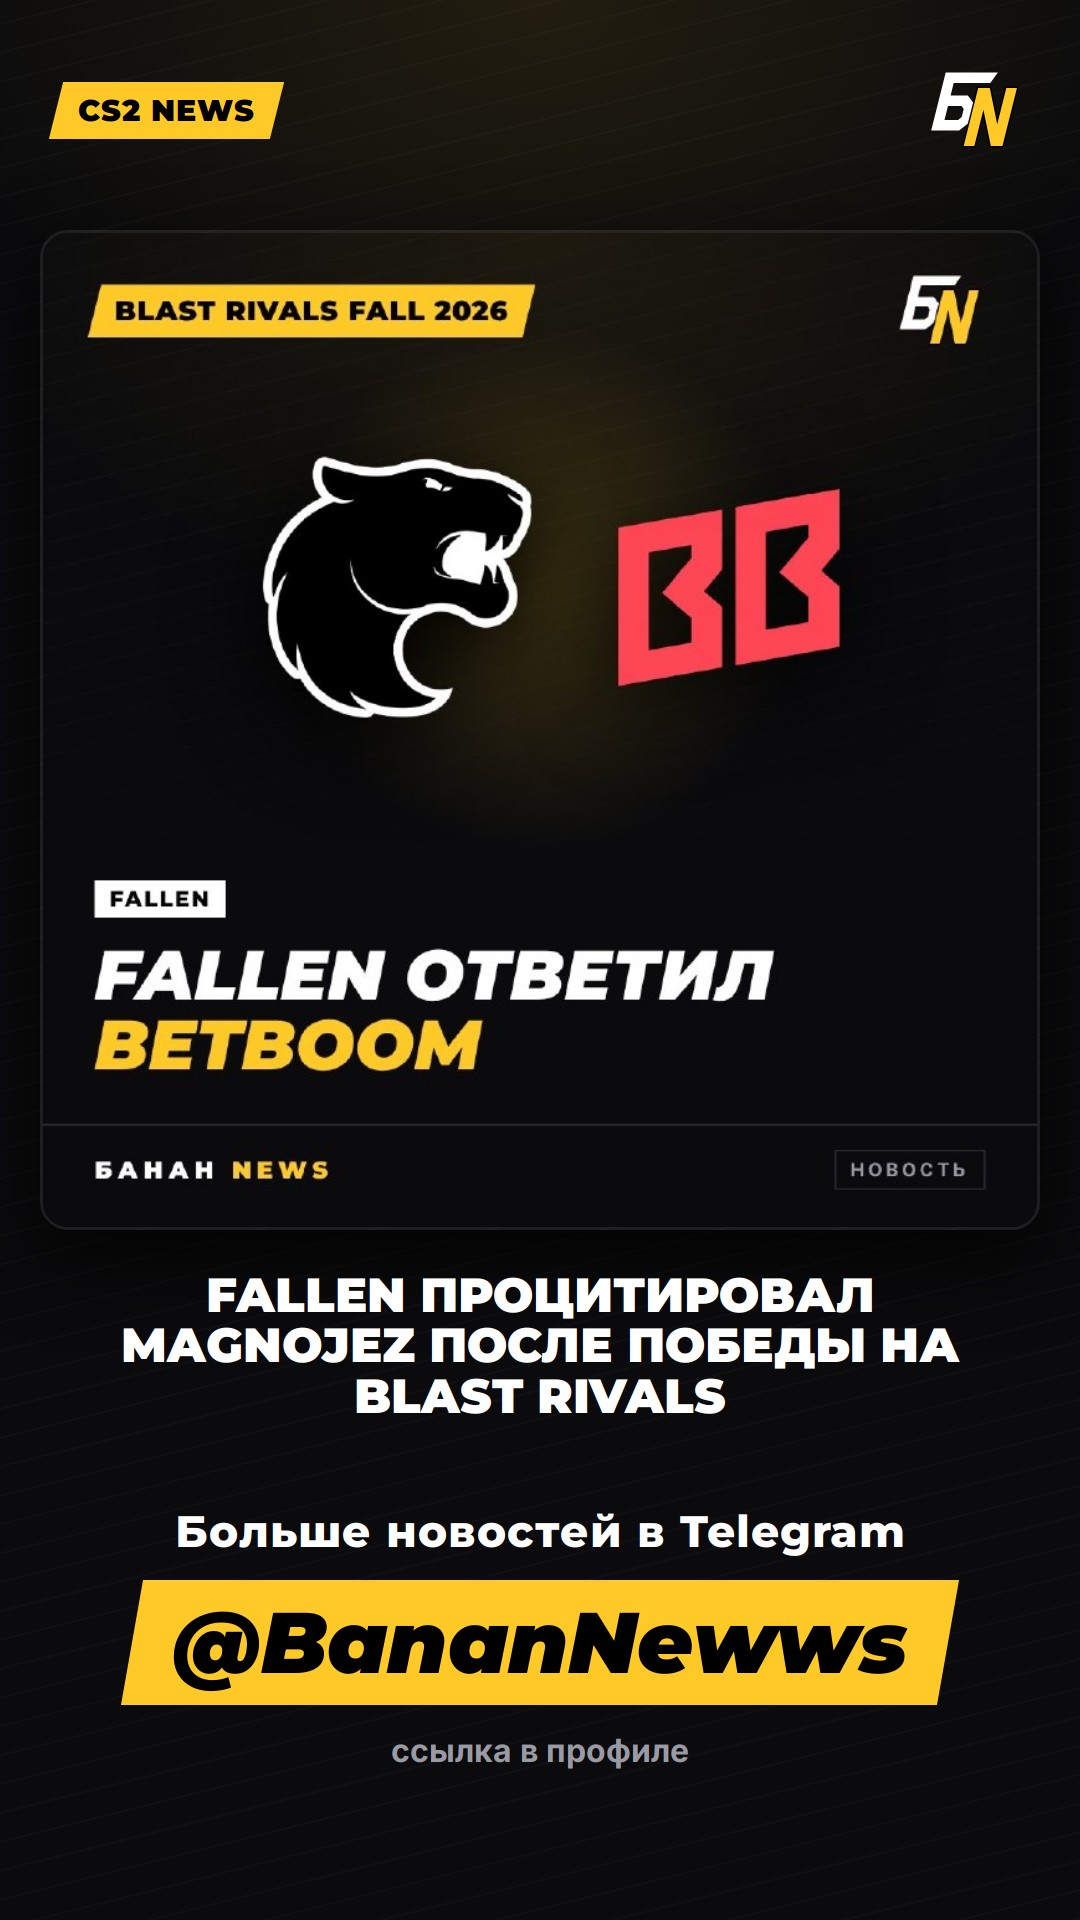 CS2 NEWS
БN
BLAST RIVALS FALL 2026
БN
BB
FALLEN
FALLEN ОТВЕТИЛ
BETBOOM
БАНАН NEWS
НОВОСТЬ
FALLEN ПРОЦИТИРОВАЛ
MAGNOJEZ ПОСЛЕ ПОБЕДЫ НА
BLAST RIVALS
Больше новостей в Telegram
@BananNewws
ссылка в профиле